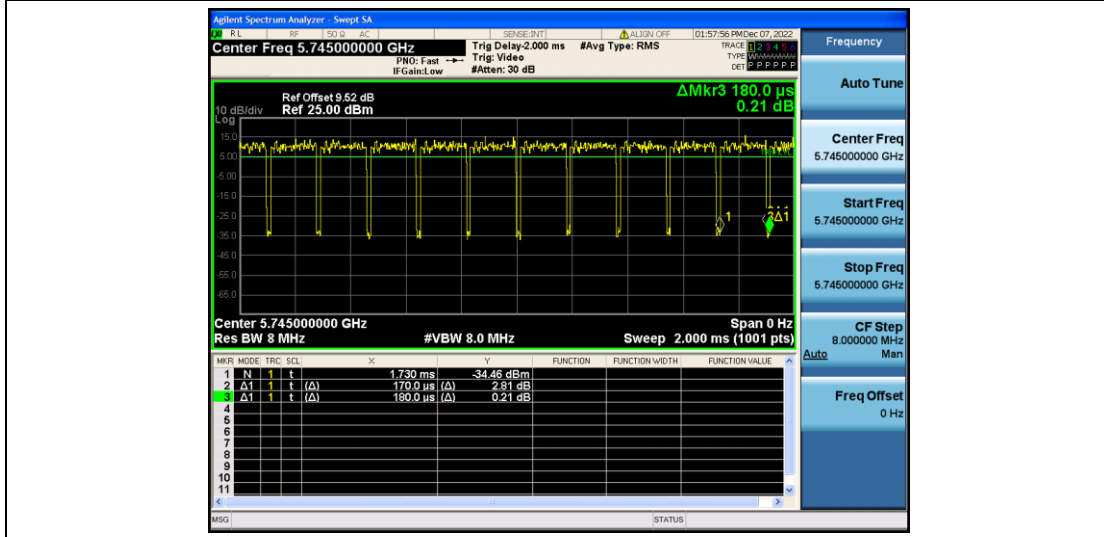 Agilent Spectrum Analyzer - Swept SA
RL RF 50 Ω AC SENSE:INT ALIGN OFF 01:57:56 PM Dec 07, 2022
Center Freq 5.745000000 GHz Trig Delay-2.000 ms #Avg Type: RMS TRACE 1 2 3 4 5 6
PNO: Fast Trig: Video TYPE WWWWWW
IFGain:Low #Atten: 30 dB DET P P P P P P
Ref Offset 9.52 dB ΔMkr3 180.0 µs
10 dB/div Ref 25.00 dBm 0.21 dB
Log
15.0
5.00
-5.00
-15.0
-25.0
1 3Δ1
-35.0
-45.0
-55.0
-65.0
Center 5.745000000 GHz Span 0 Hz
Res BW 8 MHz #VBW 8.0 MHz Sweep 2.000 ms (1001 pts)
MKR MODE TRC SCL X Y FUNCTION FUNCTION WIDTH FUNCTION VALUE
1 N 1 t 1.730 ms -34.46 dBm
2 Δ1 1 t (Δ) 170.0 µs (Δ) 2.81 dB
3 Δ1 1 t (Δ) 180.0 µs (Δ) 0.21 dB
4
5
6
7
8
9
10
11
MSG STATUS
Frequency
Auto Tune
Center Freq
5.745000000 GHz
Start Freq
5.745000000 GHz
Stop Freq
5.745000000 GHz
CF Step
8.000000 MHz
Auto Man
Freq Offset
0 Hz